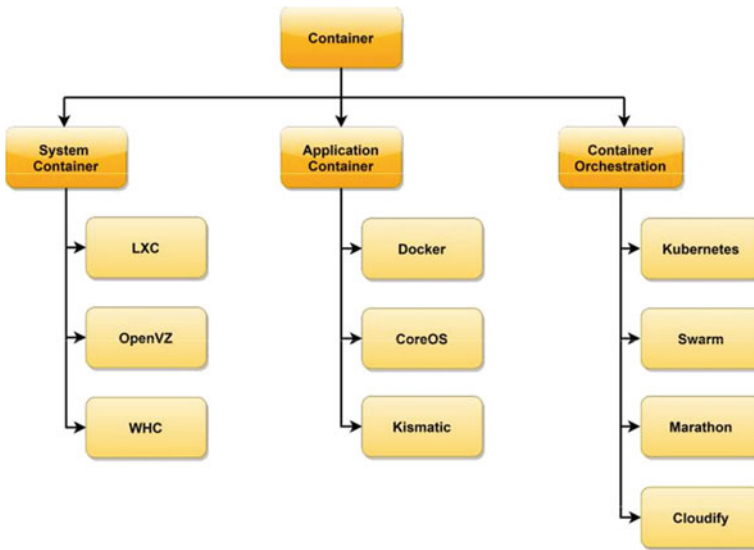 Container
System
Container
Application
Container
Container
Orchestration
LXC
Docker
Kubernetes
OpenVZ
CoreOS
Swarm
WHC
Kismatic
Marathon
Cloudify